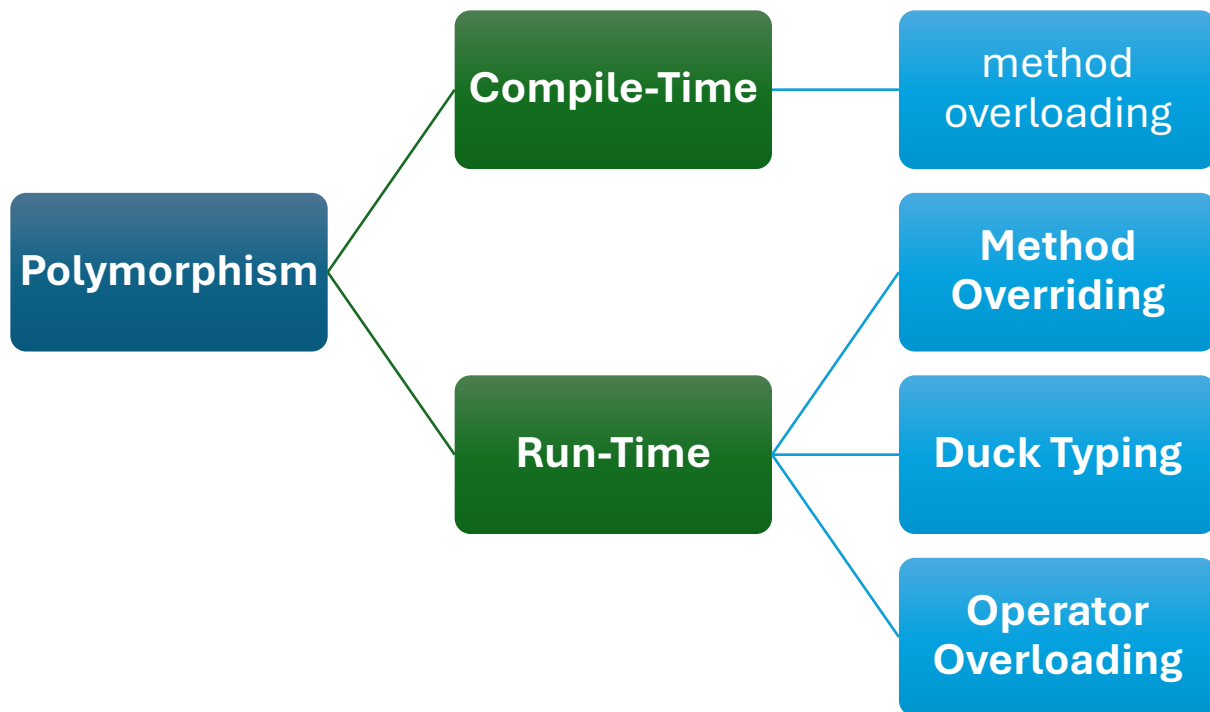 Polymorphism
Compile-Time
method
overloading
Run-Time
Method
Overriding
Duck Typing
Operator
Overloading